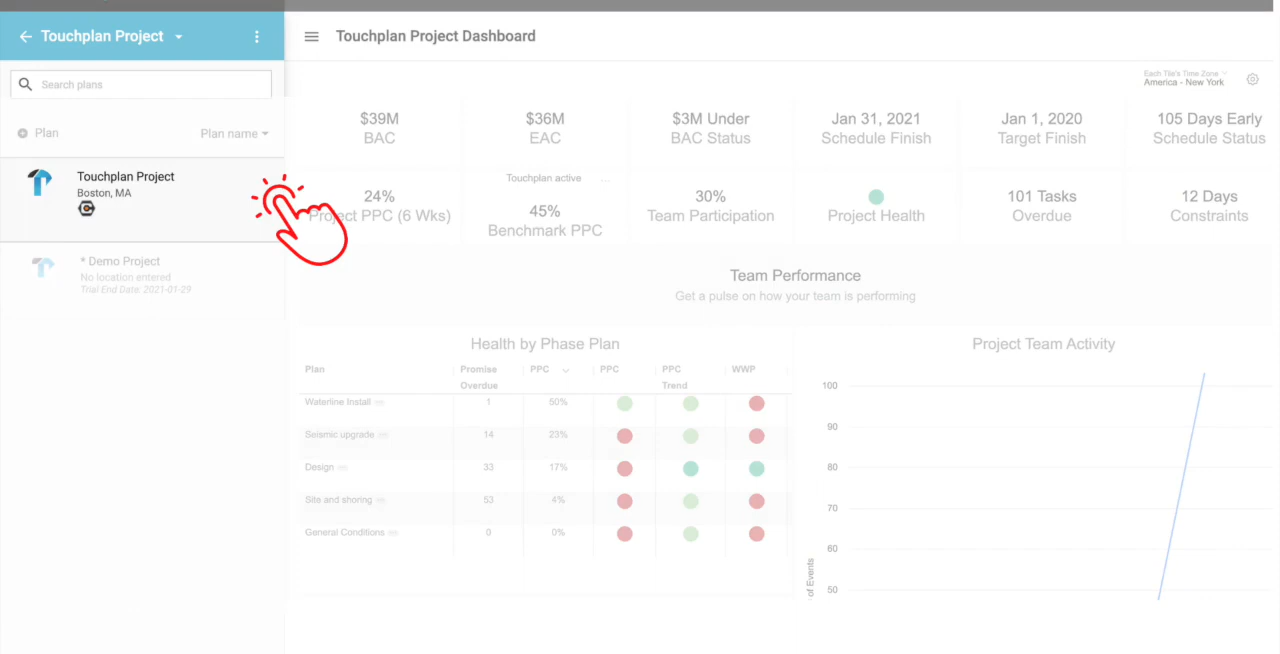 Touchplan Project
Touchplan Project Dashboard
Search plans
Each Tile's Time Zone
America - New York
Plan
Plan name
$39M
BAC
$36M
EAC
$3M Under
BAC Status
Jan 31, 2021
Schedule Finish
Jan 1, 2020
Target Finish
105 Days Early
Schedule Status
Touchplan Project
Boston, MA
24%
Project PPC (6 Wks)
Touchplan active
...
45%
Benchmark PPC
30%
Team Participation
Project Health
101 Tasks
Overdue
12 Days
Constraints
* Demo Project
No location entered
Trial End Date: 2021-01-29
Team Performance
Get a pulse on how your team is performing
Health by Phase Plan
Plan Promise Overdue PPC PPC PPC Trend WWP
Waterline Install 1 50%
Seismic upgrade 14 23%
Design 33 17%
Site and shoring 53 4%
General Conditions 0 0%
Project Team Activity
100
90
80
70
60
50
of Events